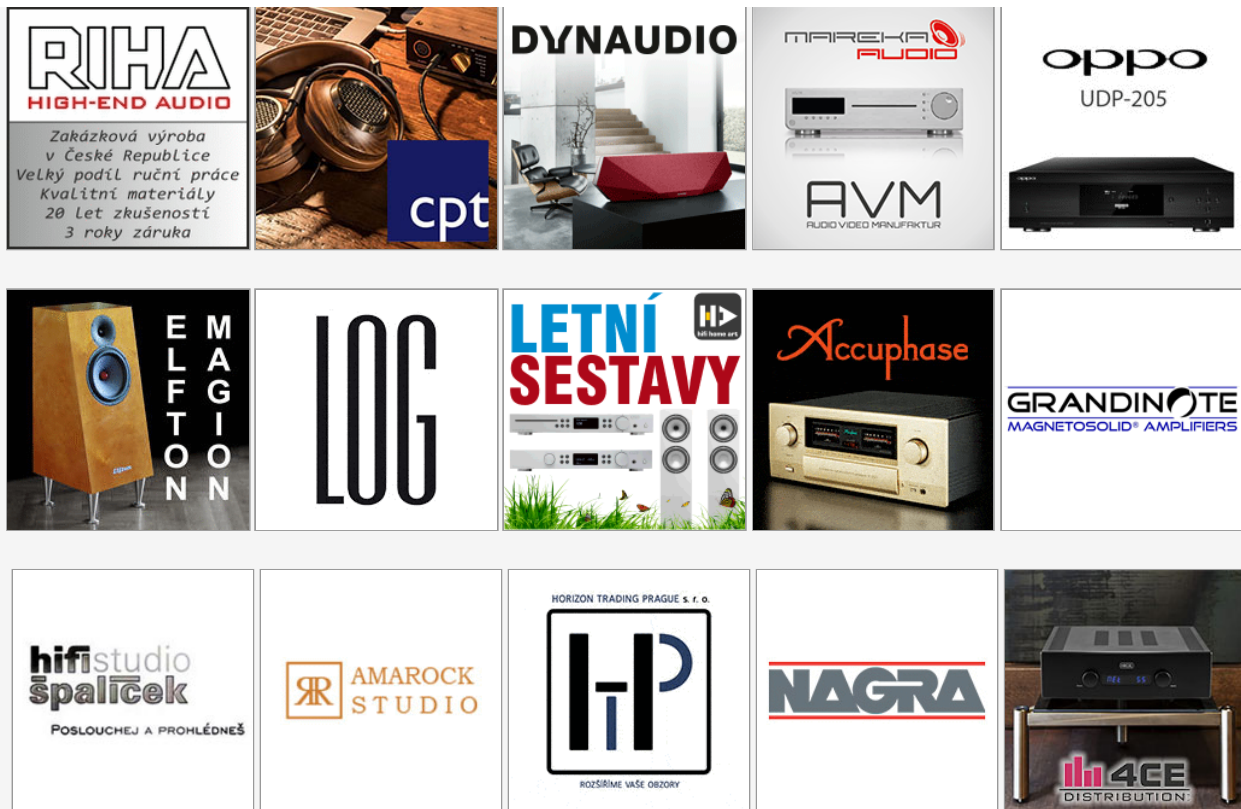 RIHA
HIGH-END AUDIO
Zakázková výroba
v České Republice
Velký podíl ruční práce
Kvalitní materiály
20 let zkušeností
3 roky záruka
cpt
DYNAUDIO
MAREKA
AUDIO
AVM
AUDIO VIDEO MANUFAKTUR
oppo
UDP-205
oppo
ELFTON
MAGION
Elfton
LOG
LETNÍ
SESTAVY
hifi home art
Accuphase
GRANDINOTE
MAGNETOSOLID® AMPLIFIERS
hifistudio
špalíček
POSLOUCHEJ A PROHLÉDNEŠ
AMAROCK
STUDIO
HORIZON TRADING PRAGUE s. r. o.
HTP
ROZŠÍŘÍME VAŠE OBZORY
NAGRA
4CE
DISTRIBUTION